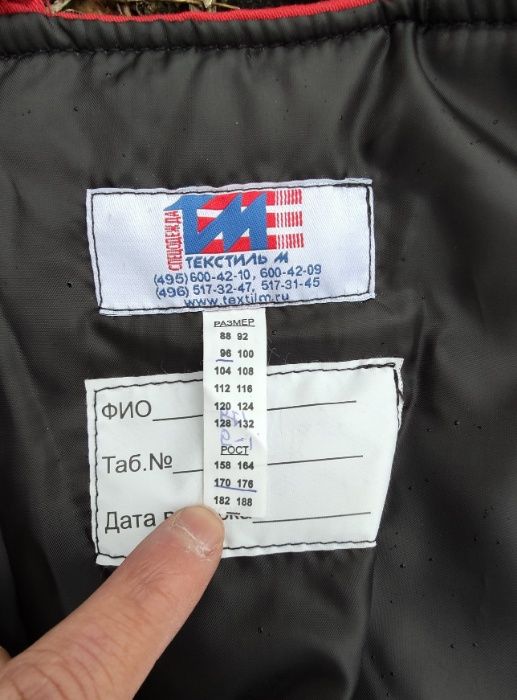 СПЕЦОДЕЖДА
ТМ
ТЕКСТИЛЬ М
(495) 600-42-10, 600-42-09
(496) 517-32-47, 517-31-45
www.textilm.ru
РАЗМЕР
88 92
96 100
104 108
112 116
120 124
128 132
РОСТ
158 164
170 176
182 188
ФИО
Таб.№
Дата в